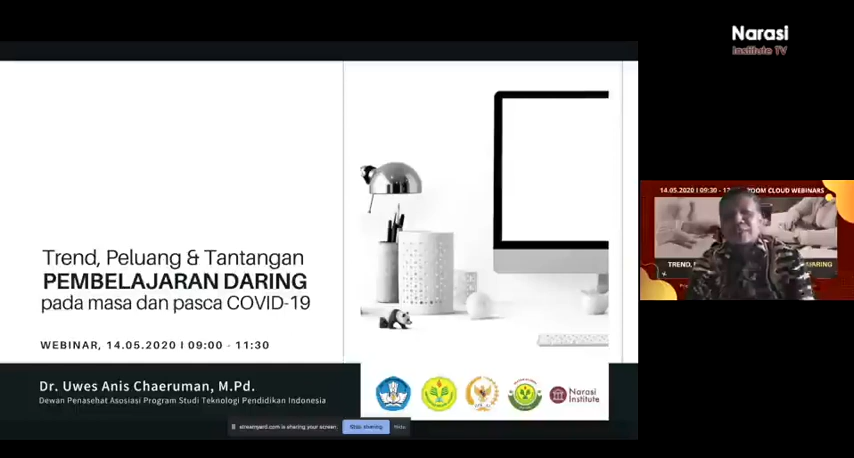 Narasi
Institute TV
Trend, Peluang & Tantangan
PEMBELAJARAN DARING
pada masa dan pasca COVID-19
WEBINAR, 14.05.2020 I 09:00 - 11:30
Dr. Uwes Anis Chaeruman, M.Pd.
Dewan Penasehat Asosiasi Program Studi Teknologi Pendidikan Indonesia
Narasi
Institute
streamyard.com is sharing your screen.
Stop sharing
Hide
14.05.2020 I 09:30
ZOOM CLOUD WEBINARS
TREND,